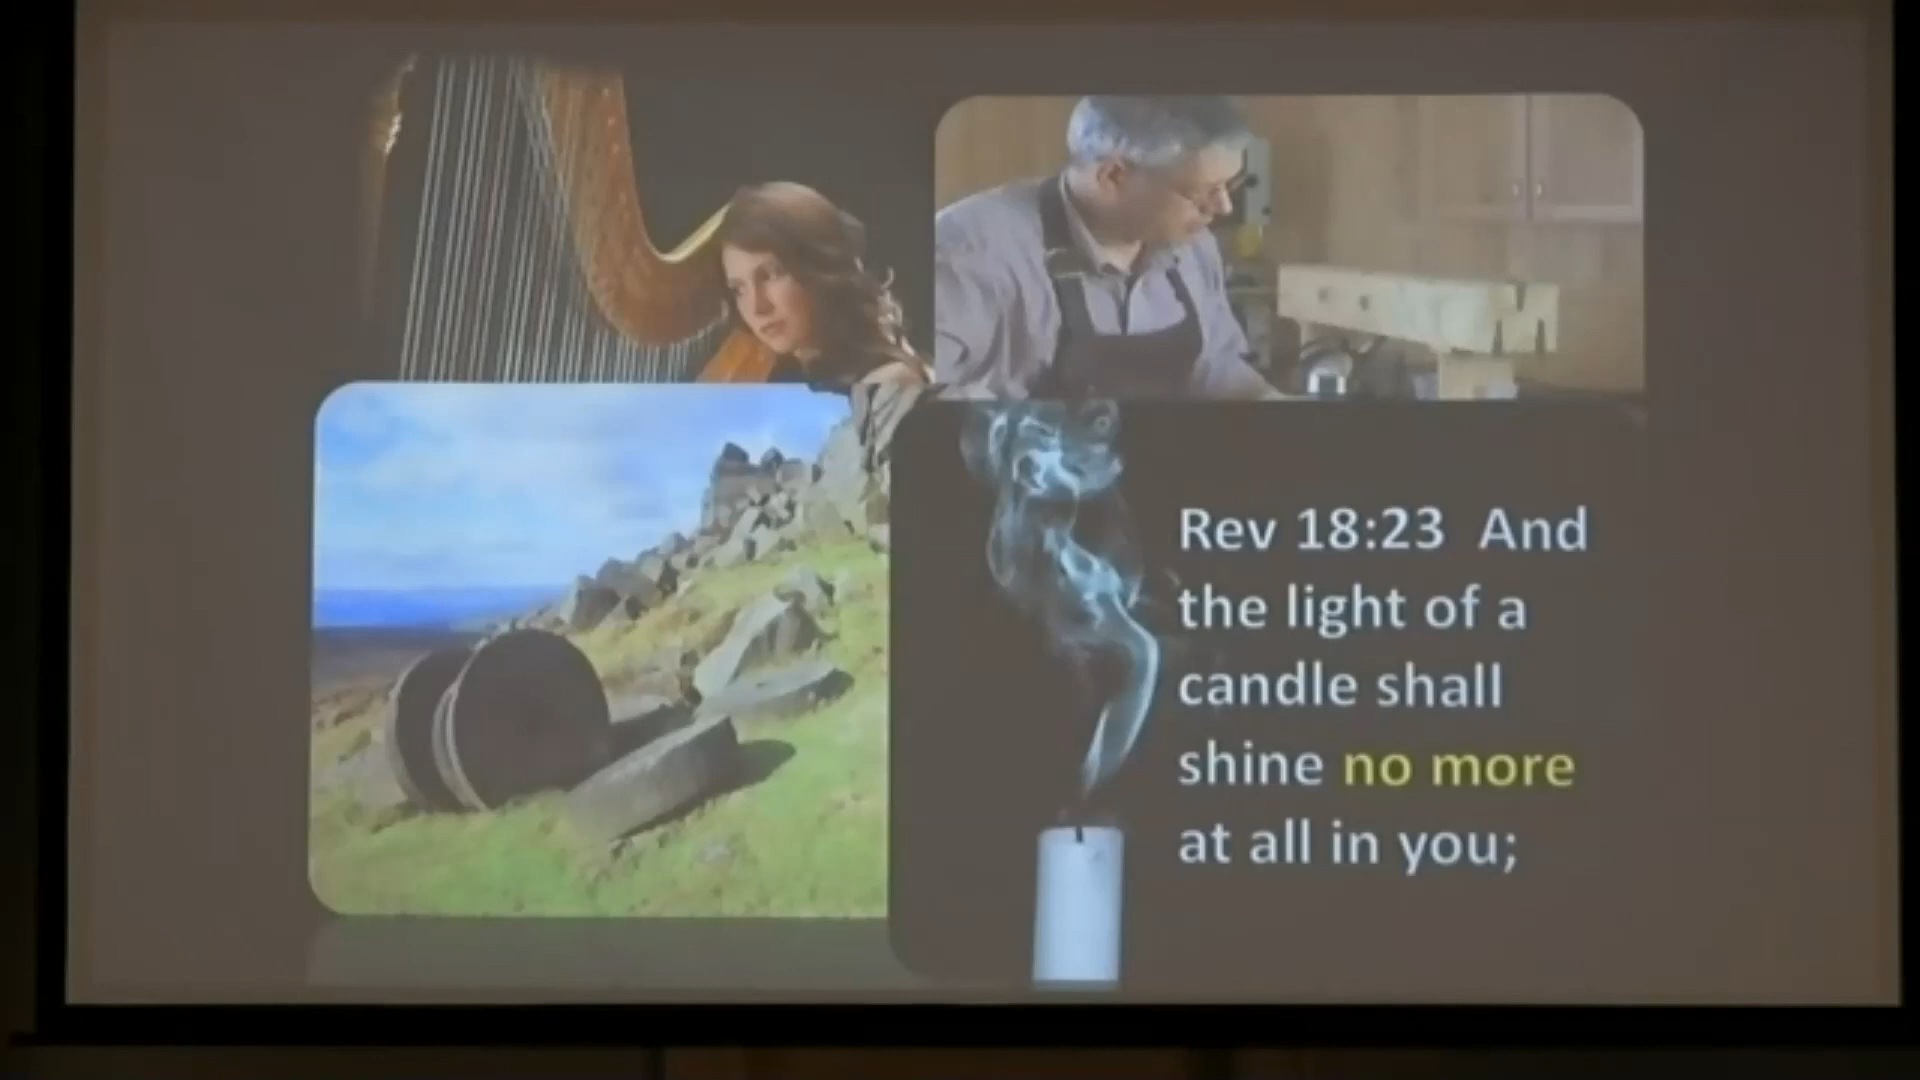 Rev 18:23 And
the light of a
candle shall
shine no more
at all in you;